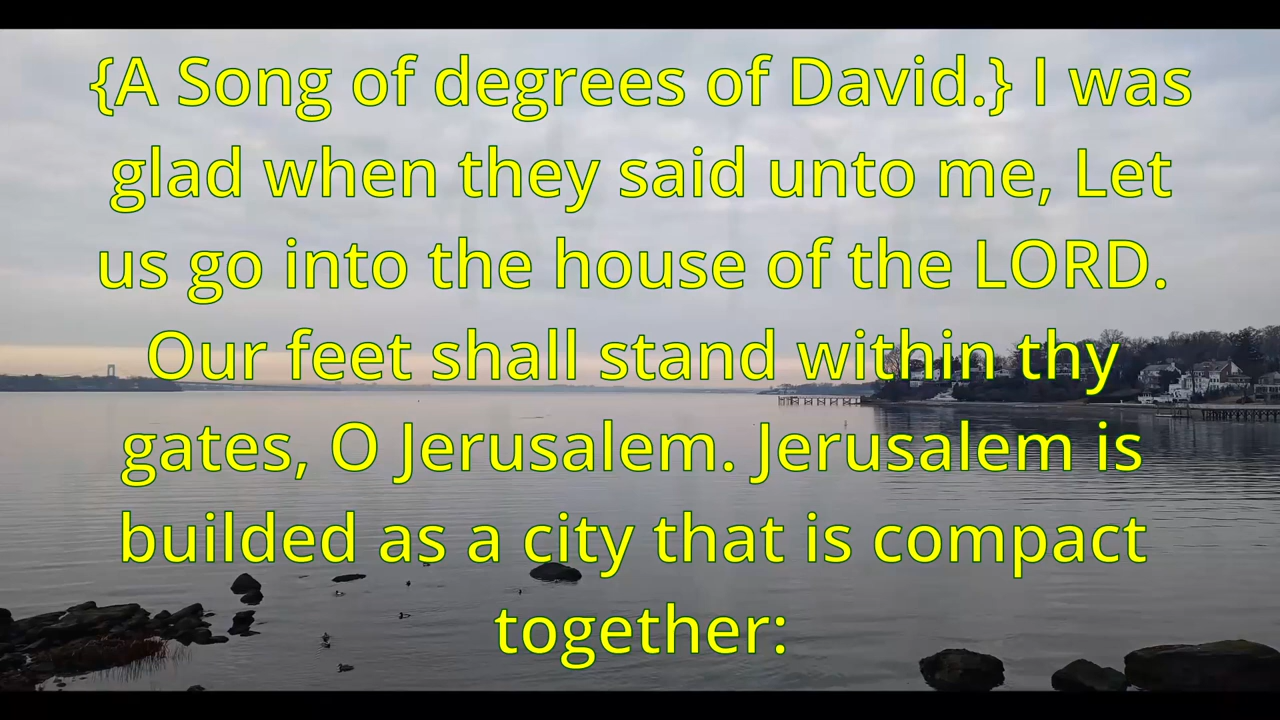 {A Song of degrees of David.} I was
glad when they said unto me, Let
us go into the house of the LORD.
Our feet shall stand within thy
gates, O Jerusalem. Jerusalem is
builded as a city that is compact
together: